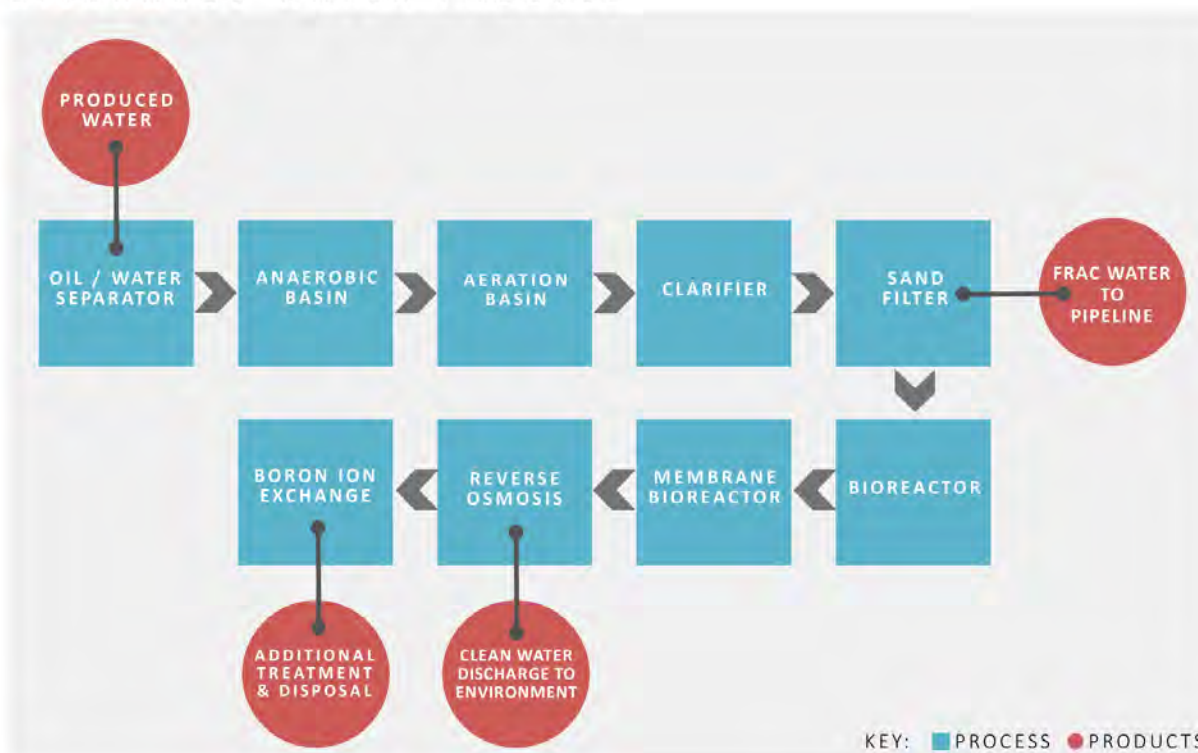 PRODUCED
WATER
OIL / WATER
SEPARATOR
ANAEROBIC
BASIN
AERATION
BASIN
CLARIFIER
SAND
FILTER
FRAC WATER
TO
PIPELINE
BORON ION
EXCHANGE
REVERSE
OSMOSIS
MEMBRANE
BIOREACTOR
BIOREACTOR
ADDITIONAL
TREATMENT
& DISPOSAL
CLEAN WATER
DISCHARGE TO
ENVIRONMENT
KEY: PROCESS PRODUCTS